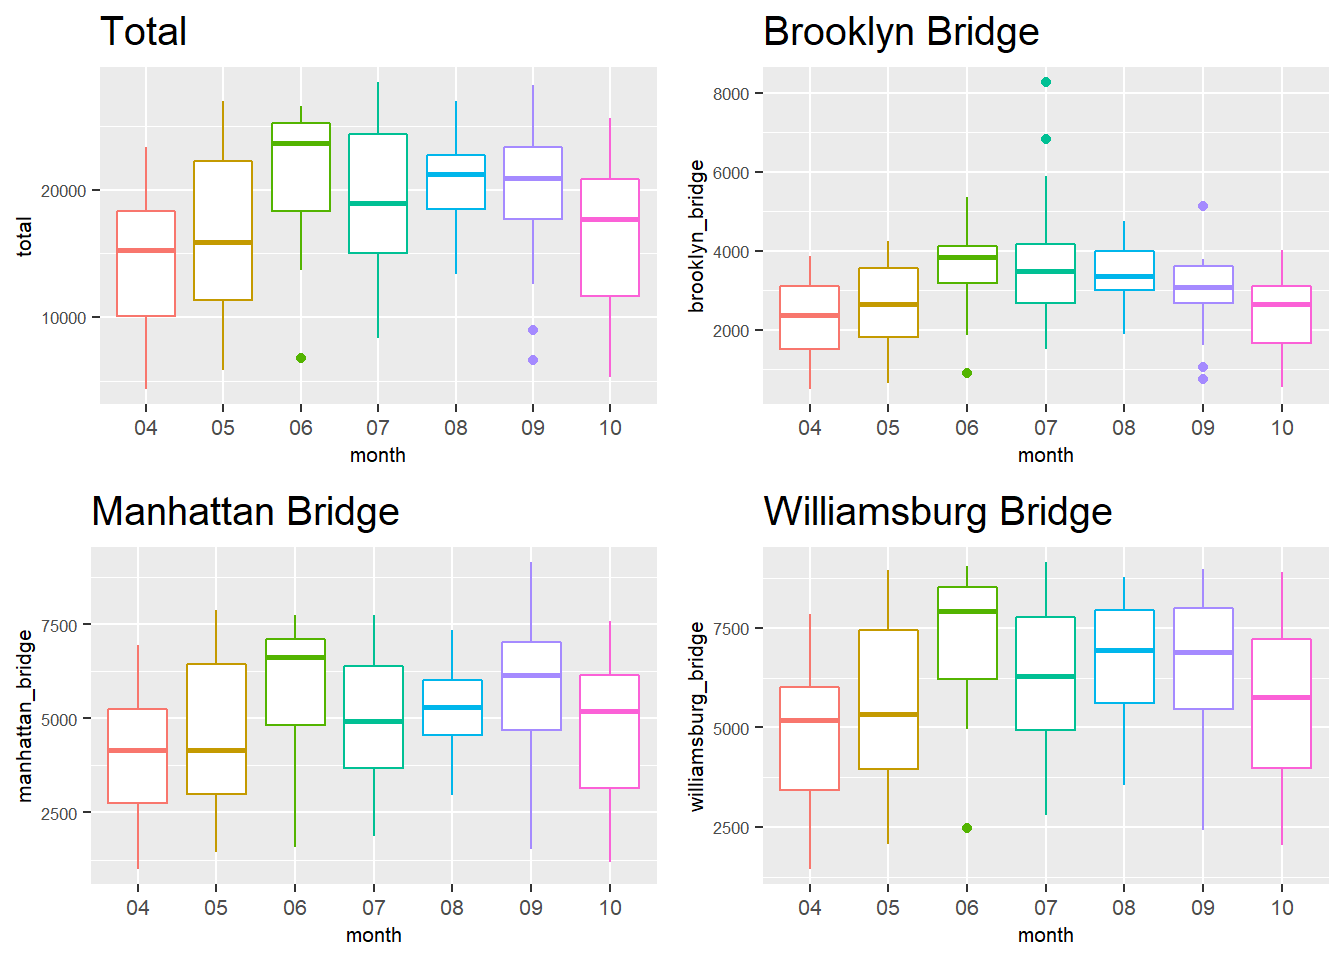 Total
total
20000
10000
04 05 06 07 08 09 10
month
Brooklyn Bridge
brooklyn_bridge
8000
6000
4000
2000
04 05 06 07 08 09 10
month
Manhattan Bridge
manhattan_bridge
7500
5000
2500
04 05 06 07 08 09 10
month
Williamsburg Bridge
williamsburg_bridge
7500
5000
2500
04 05 06 07 08 09 10
month